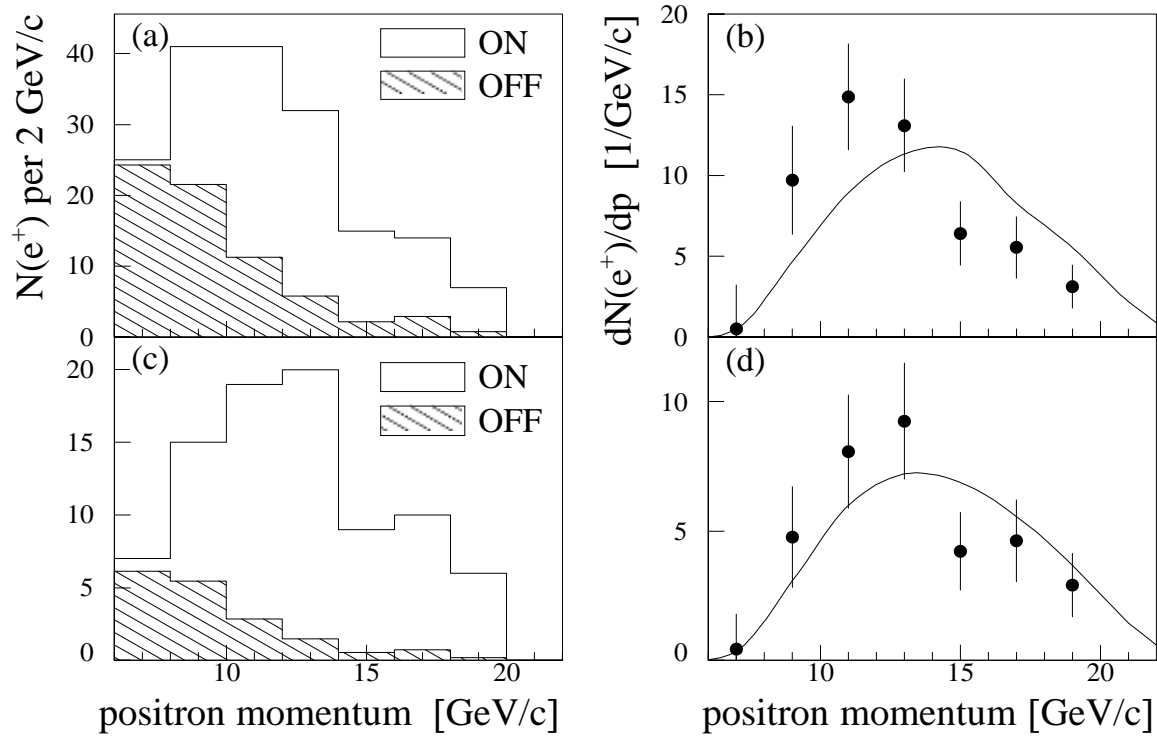 (a)
ON
OFF
N(e⁺) per 2 GeV/c
40
30
20
10
0
(b)
dN(e⁺)/dp [1/GeV/c]
20
15
10
5
0
(c)
ON
OFF
20
15
10
5
0
10
15
20
positron momentum [GeV/c]
(d)
10
5
0
10
15
20
positron momentum [GeV/c]